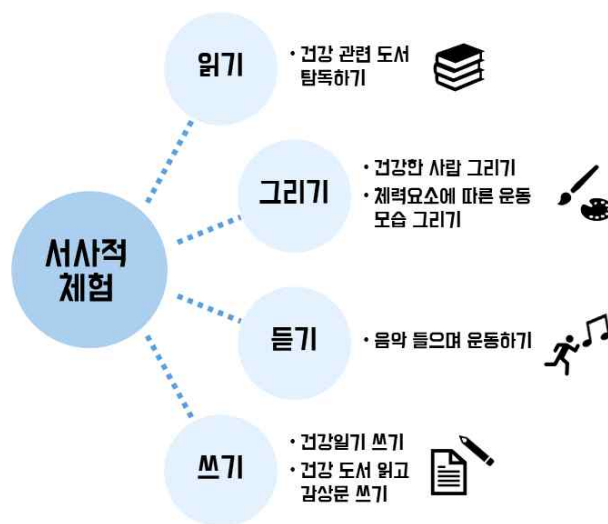 읽기
• 건강 관련 도서
탐독하기
그리기
• 건강한 사람 그리기
• 체력요소에 따른 운동
모습 그리기
서사적
체험
듣기
• 음악 들으며 운동하기
쓰기
• 건강일기 쓰기
• 건강 도서 읽고
감상문 쓰기